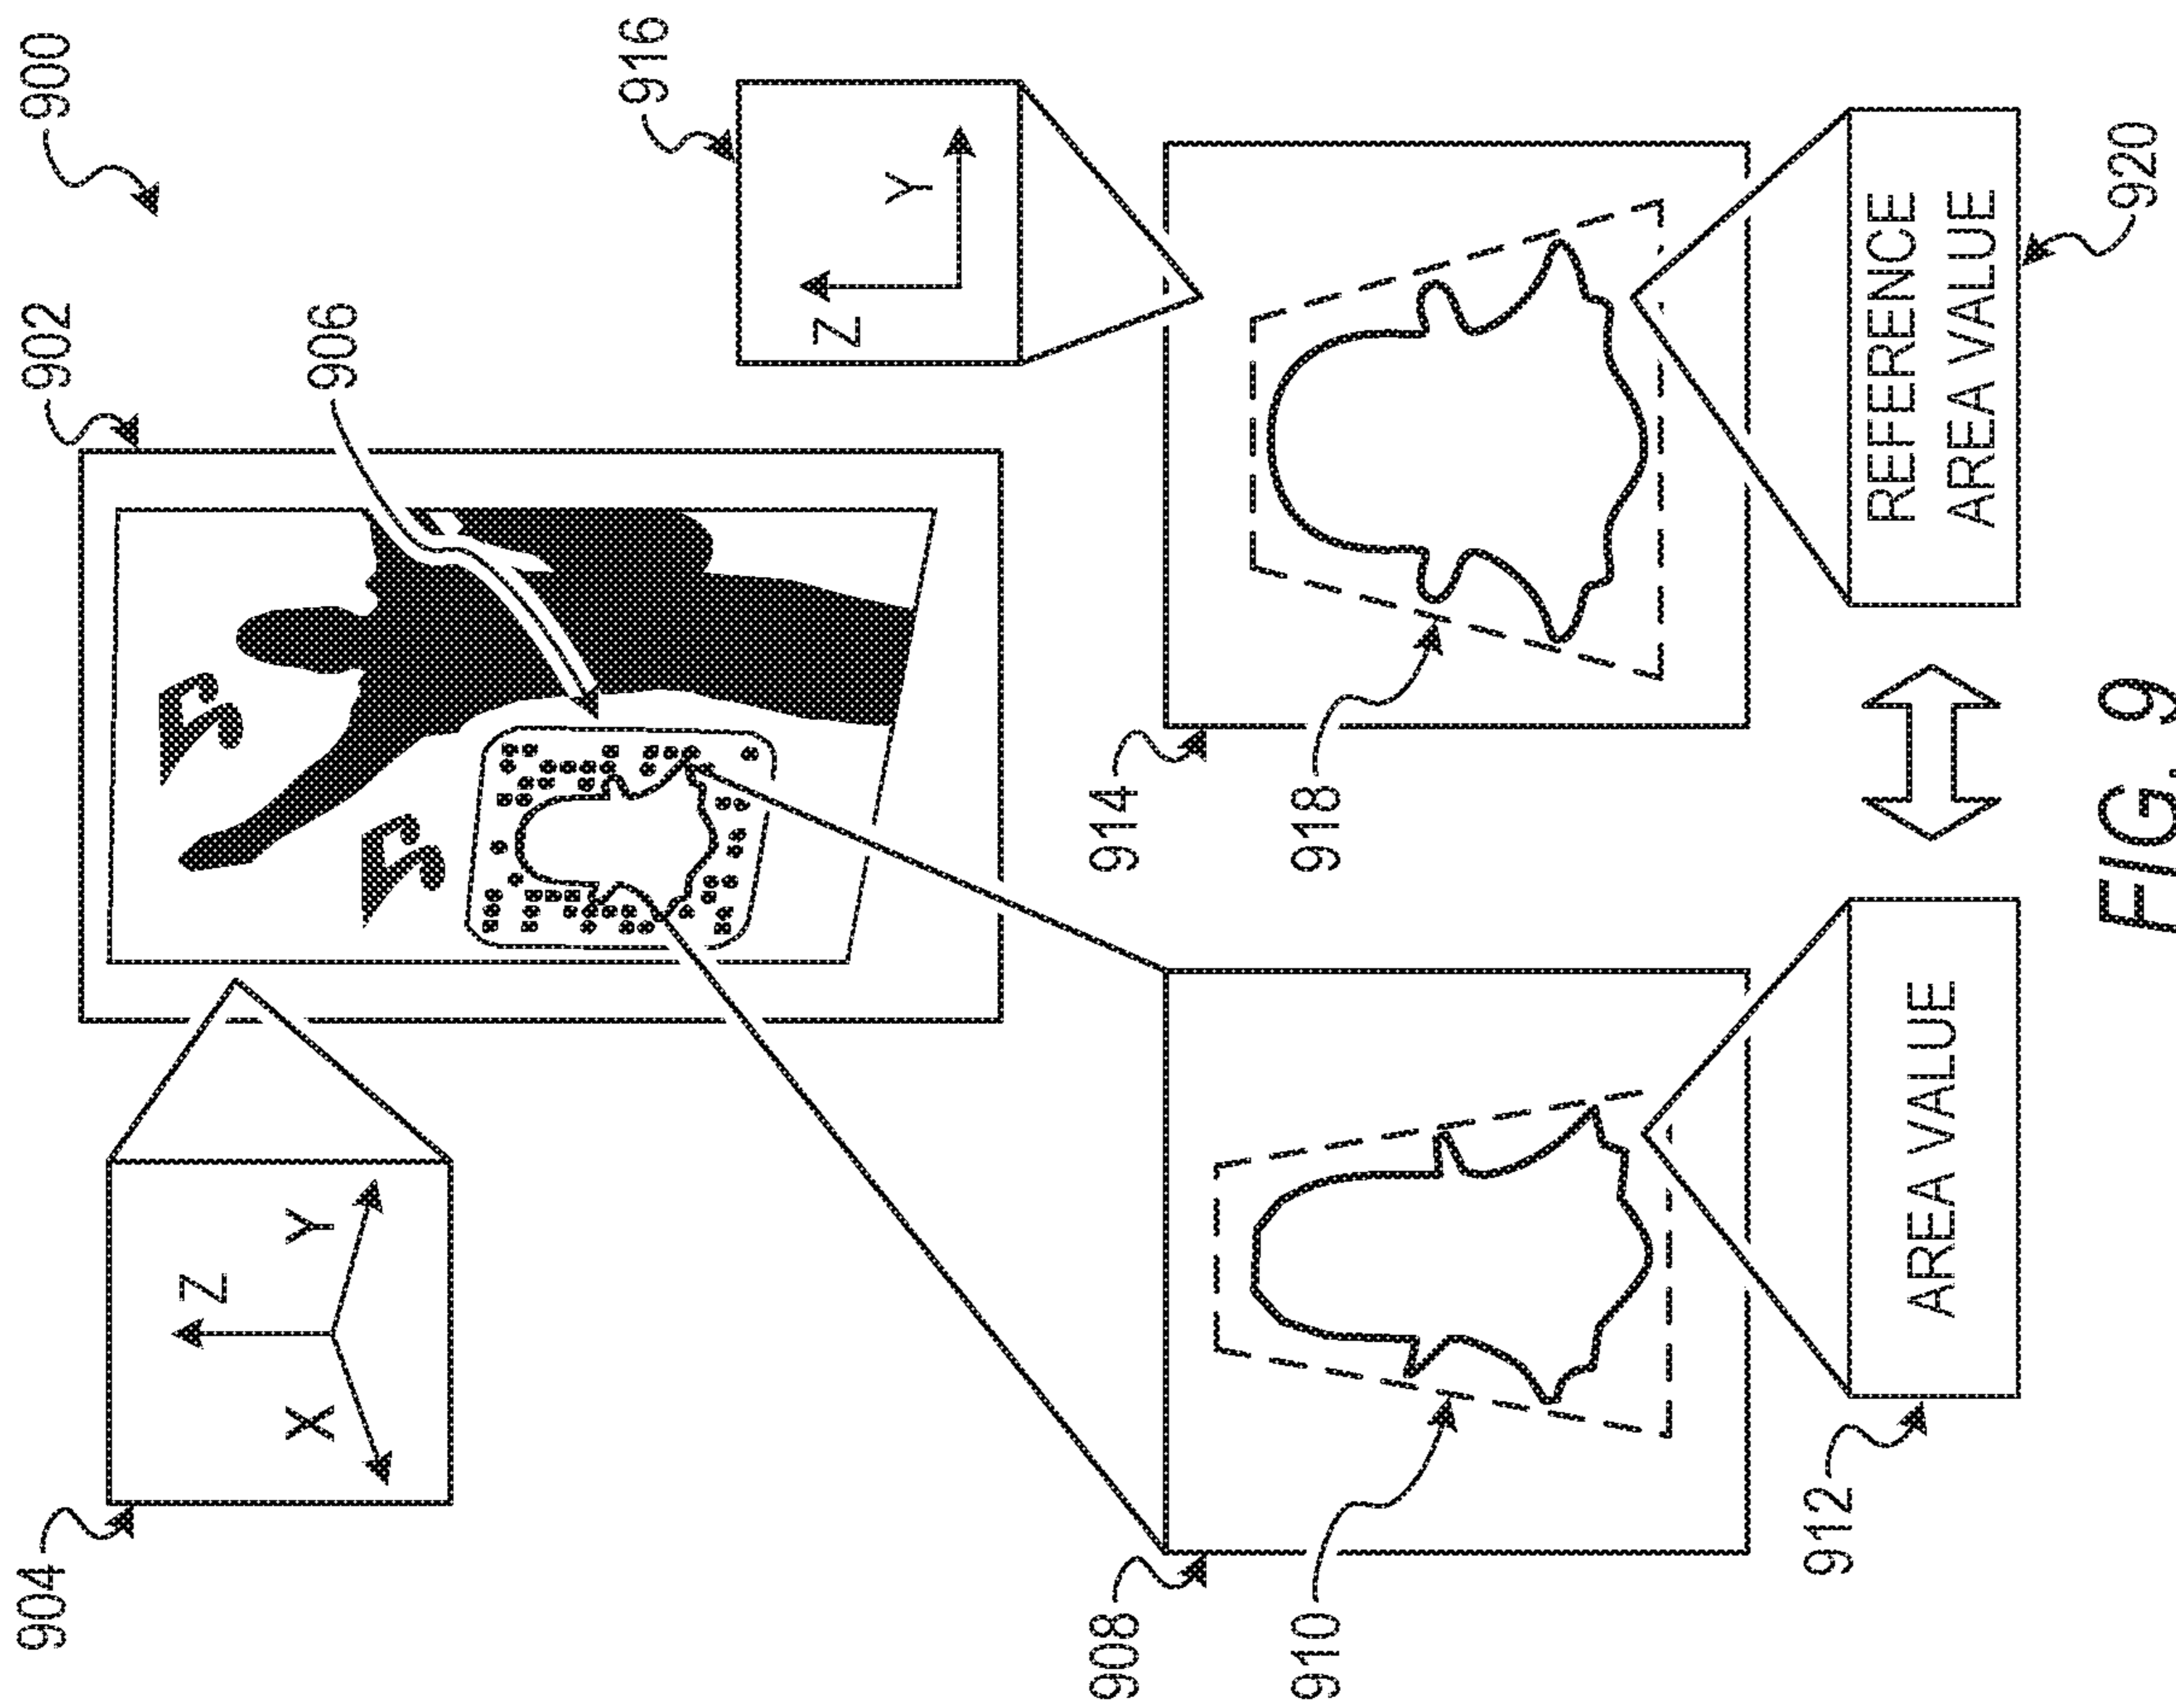 904
902
900
Z
X Y
906
916
Z
Y
908
914
910
918
912
AREA VALUE
REFERENCE
AREA VALUE
920
FIG. 9